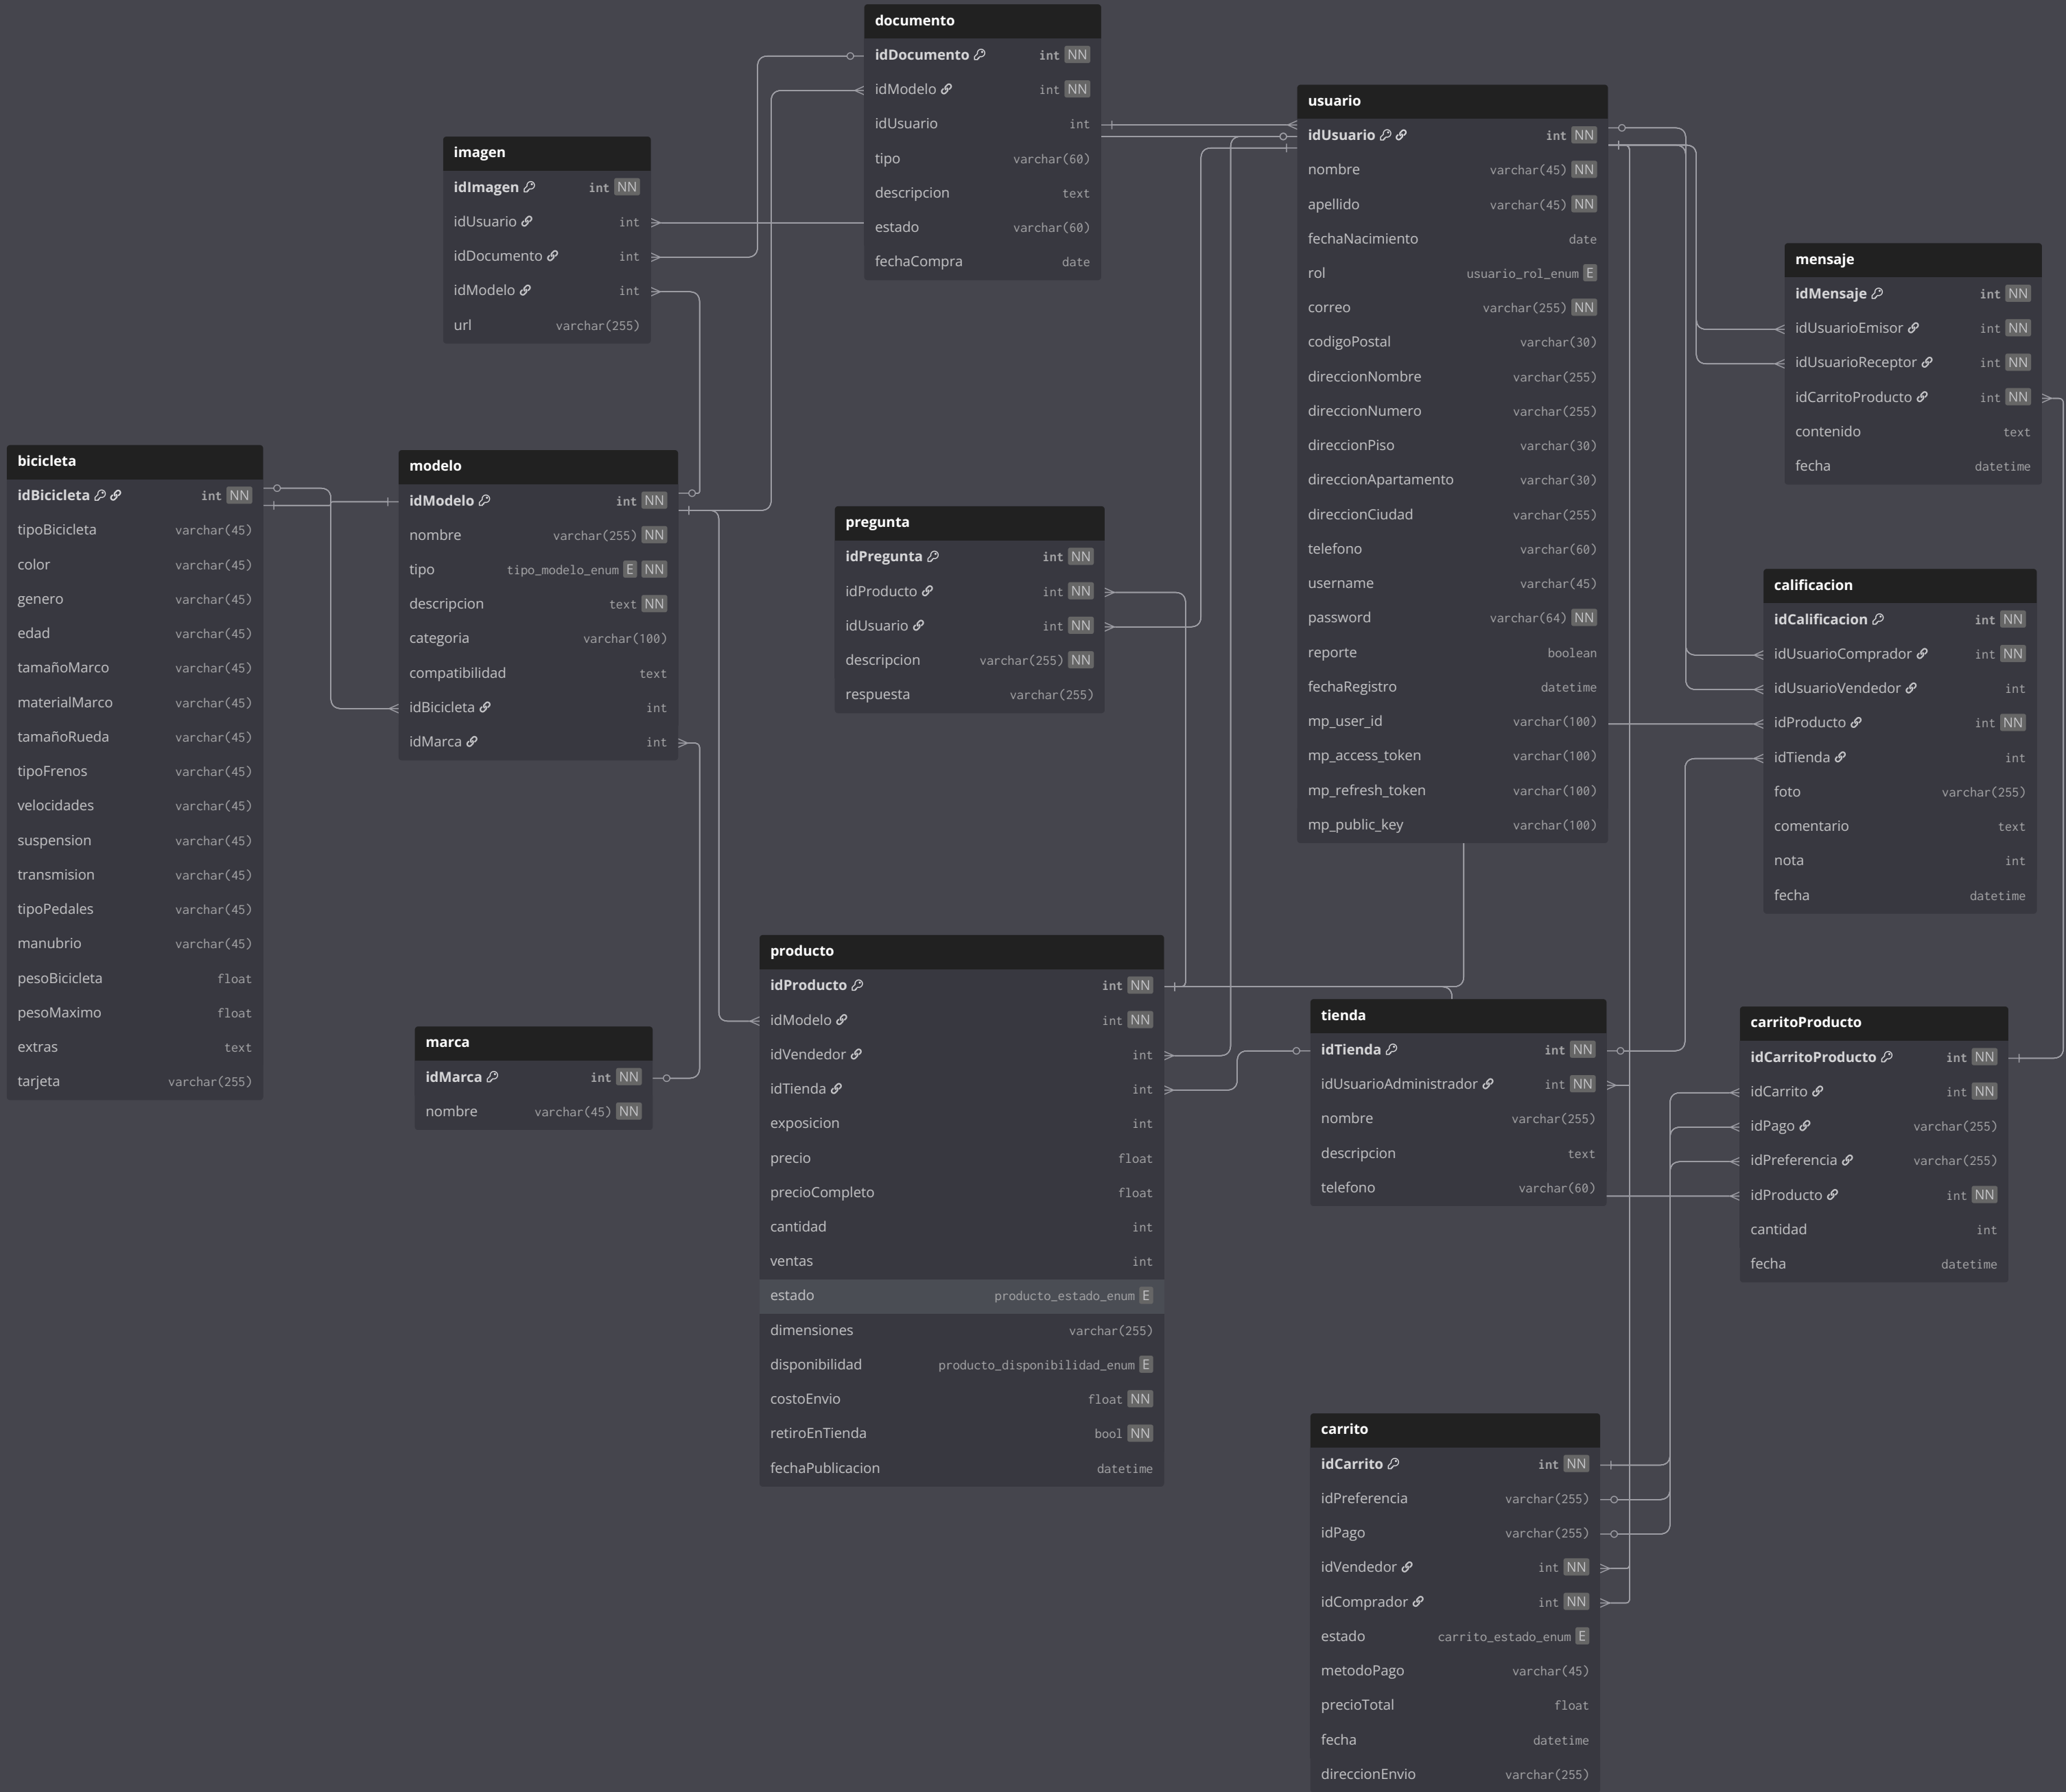 documento
idDocumento int NN
idModelo int NN
idUsuario int
tipo varchar(60)
descripcion text
estado varchar(60)
fechaCompra date
usuario
idUsuario int NN
nombre varchar(45) NN
apellido varchar(45) NN
fechaNacimiento date
rol usuario_rol_enum E
correo varchar(255) NN
codigoPostal varchar(30)
direccionNombre varchar(255)
direccionNumero varchar(255)
direccionPiso varchar(30)
direccionApartamento varchar(30)
direccionCiudad varchar(255)
telefono varchar(60)
username varchar(45)
password varchar(64) NN
reporte boolean
fechaRegistro datetime
mp_user_id varchar(100)
mp_access_token varchar(100)
mp_refresh_token varchar(100)
mp_public_key varchar(100)
imagen
idImagen int NN
idUsuario int
idDocumento int
idModelo int
url varchar(255)
mensaje
idMensaje int NN
idUsuarioEmisor int NN
idUsuarioReceptor int NN
idCarritoProducto int NN
contenido text
fecha datetime
bicicleta
idBicicleta int NN
tipoBicicleta varchar(45)
color varchar(45)
genero varchar(45)
edad varchar(45)
tamañoMarco varchar(45)
materialMarco varchar(45)
tamañoRueda varchar(45)
tipoFrenos varchar(45)
velocidades varchar(45)
suspension varchar(45)
transmision varchar(45)
tipoPedales varchar(45)
manubrio varchar(45)
pesoBicicleta float
pesoMaximo float
extras text
tarjeta varchar(255)
modelo
idModelo int NN
nombre varchar(255) NN
tipo tipo_modelo_enum E NN
descripcion text NN
categoria varchar(100)
compatibilidad text
idBicicleta int
idMarca int
pregunta
idPregunta int NN
idProducto int NN
idUsuario int NN
descripcion varchar(255) NN
respuesta varchar(255)
calificacion
idCalificacion int NN
idUsuarioComprador int NN
idUsuarioVendedor int
idProducto int NN
idTienda int
foto varchar(255)
comentario text
nota int
fecha datetime
producto
idProducto int NN
idModelo int NN
idVendedor int
idTienda int
exposicion int
precio float
precioCompleto float
cantidad int
ventas int
estado producto_estado_enum E
dimensiones varchar(255)
disponibilidad producto_disponibilidad_enum E
costoEnvio float NN
retiroEnTienda bool NN
fechaPublicacion datetime
marca
idMarca int NN
nombre varchar(45) NN
tienda
idTienda int NN
idUsuarioAdministrador int NN
nombre varchar(255)
descripcion text
telefono varchar(60)
carritoProducto
idCarritoProducto int NN
idCarrito int NN
idPago varchar(255)
idPreferencia varchar(255)
idProducto int NN
cantidad int
fecha datetime
carrito
idCarrito int NN
idPreferencia varchar(255)
idPago varchar(255)
idVendedor int NN
idComprador int NN
estado carrito_estado_enum E
metodoPago varchar(45)
precioTotal float
fecha datetime
direccionEnvio varchar(255)